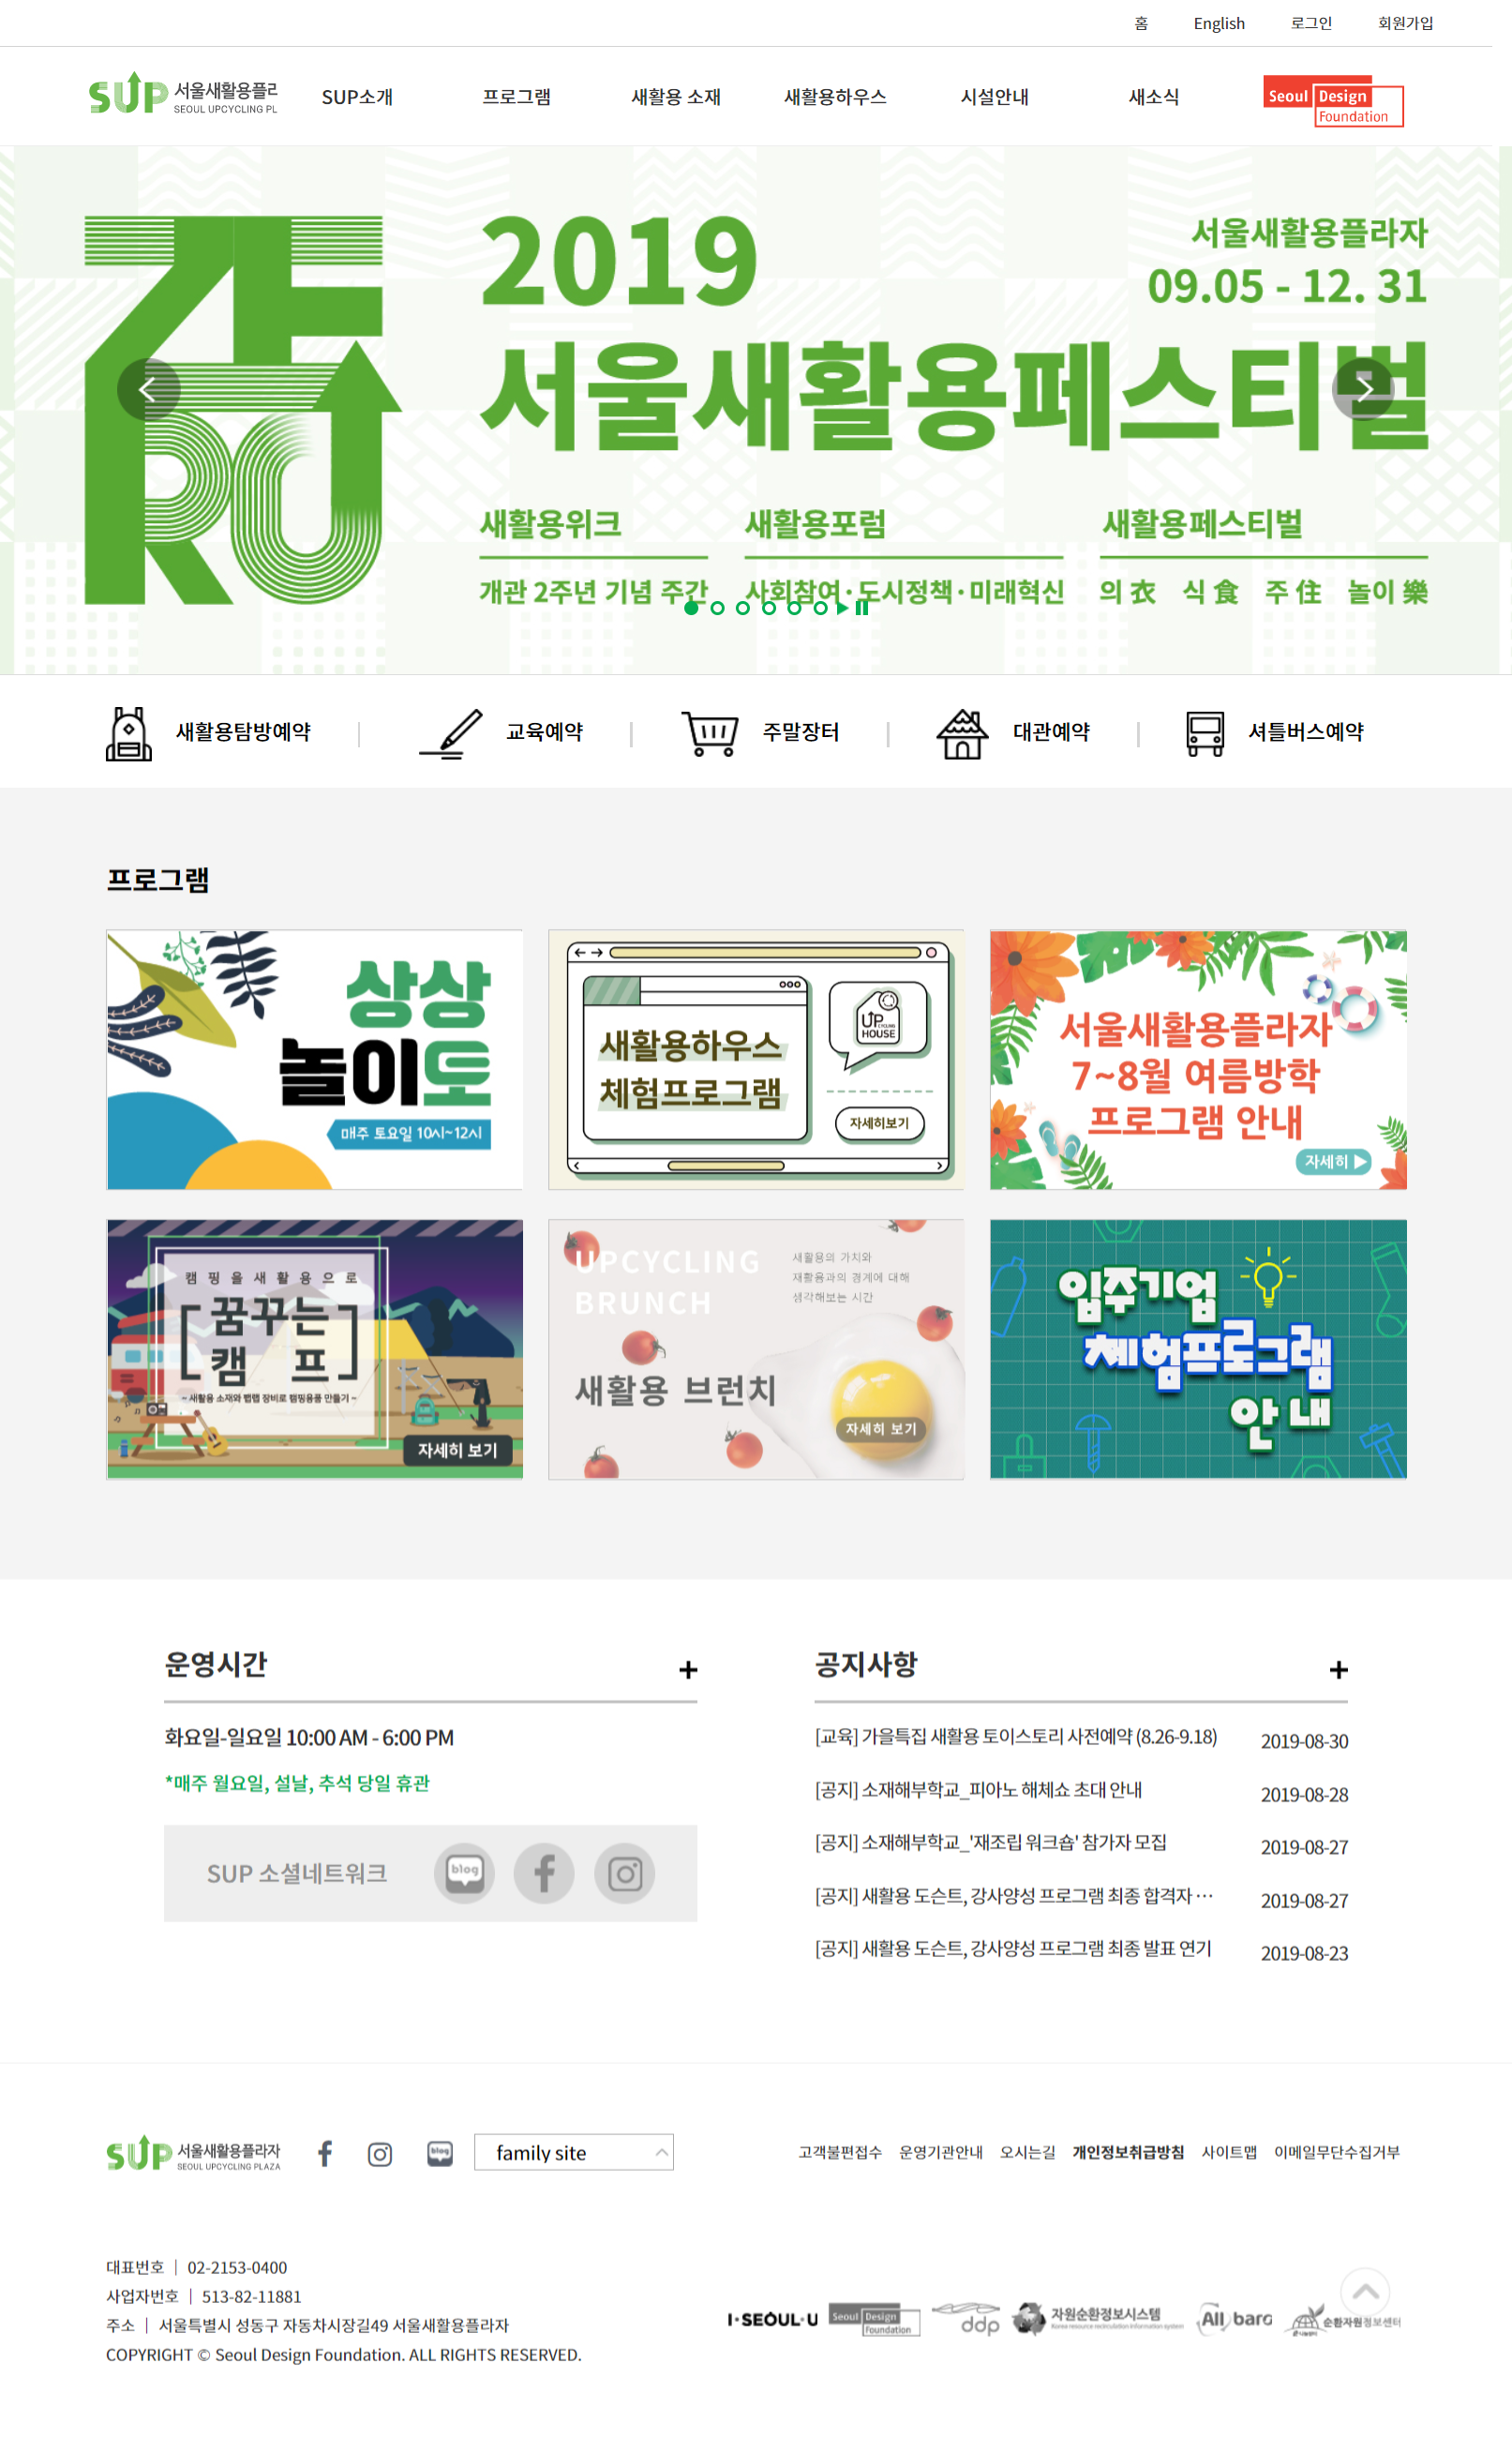 홈 English 로그인 회원가입
SUP 서울새활용플리
SEOUL UPCYCLING PL
SUP소개 프로그램 새활용 소재 새활용하우스 시설안내 새소식
Seoul Design Foundation
ZERO
2019
서울새활용플라자
09.05 - 12. 31
서울새활용페스티벌
새활용위크 새활용포럼 새활용페스티벌
개관 2주년 기념 주간 사회참여·도시정책·미래혁신 의 衣 식 食 주 住 놀이 樂
새활용탐방예약 교육예약 주말장터 대관예약 셔틀버스예약
프로그램
상상
놀이토
매주 토요일 10시~12시
새활용하우스
체험프로그램
UP CYCLING HOUSE
자세히보기
서울새활용플라자
7~8월 여름방학
프로그램 안내
자세히
캠핑을새활용으로
꿈꾸는
캠 프
~ 새활용 소재와 팹랩 장비로 캠핑용품 만들기 ~
자세히 보기
UPCYCLING
BRUNCH
새활용의 가치와
재활용과의 경계에 대해
생각해보는 시간
새활용 브런치
자세히 보기
입주기업
체험프로그램
안내
운영시간
화요일-일요일 10:00 AM - 6:00 PM
*매주 월요일, 설날, 추석 당일 휴관
SUP 소셜네트워크 blog
공지사항
[교육] 가을특집 새활용 토이스토리 사전예약 (8.26-9.18) 2019-08-30
[공지] 소재해부학교_피아노 해체쇼 초대 안내 2019-08-28
[공지] 소재해부학교_'재조립 워크숍' 참가자 모집 2019-08-27
[공지] 새활용 도슨트, 강사양성 프로그램 최종 합격자 … 2019-08-27
[공지] 새활용 도슨트, 강사양성 프로그램 최종 발표 연기 2019-08-23
SUP 서울새활용플라자
SEOUL UPCYCLING PLAZA
blog
family site
고객불편접수 운영기관안내 오시는길 개인정보취급방침 사이트맵 이메일무단수집거부
대표번호 | 02-2153-0400
사업자번호 | 513-82-11881
주소 | 서울특별시 성동구 자동차시장길49 서울새활용플라자
COPYRIGHT © Seoul Design Foundation. ALL RIGHTS RESERVED.
I·SEOUL·U Seoul Design Foundation ddp 자원순환정보시스템 Allbaro 순환자원정보센터
Korea resource recirculation information system